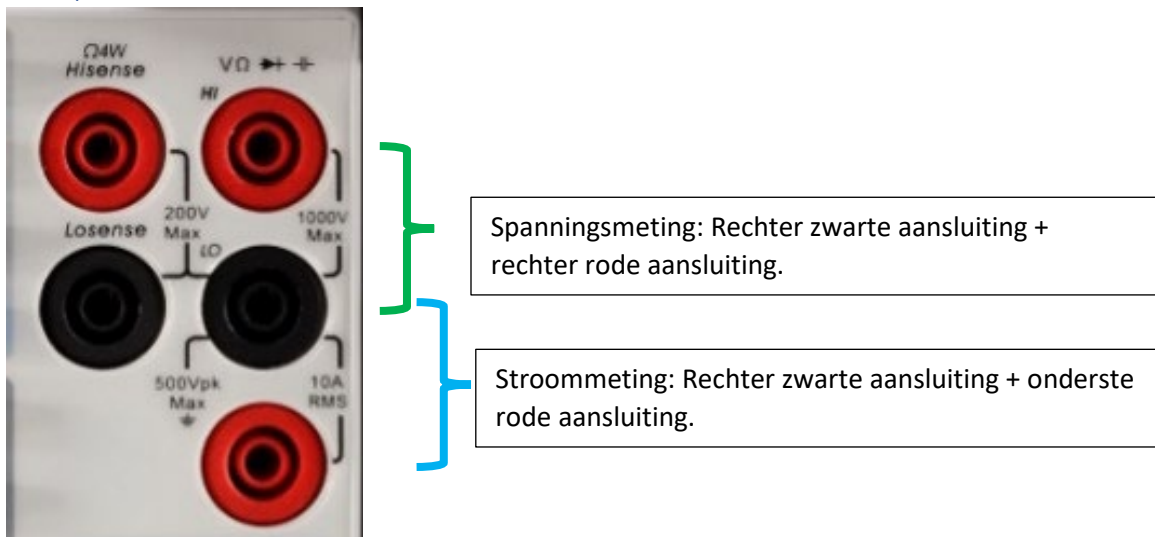 Ω4W
Hisense
VΩ
HI
Spanningsmeting: Rechter zwarte aansluiting +
rechter rode aansluiting.
200V
Max
1000V
Max
Losense
LO
Stroommeting: Rechter zwarte aansluiting + onderste
rode aansluiting.
500Vpk
Max
10A
RMS